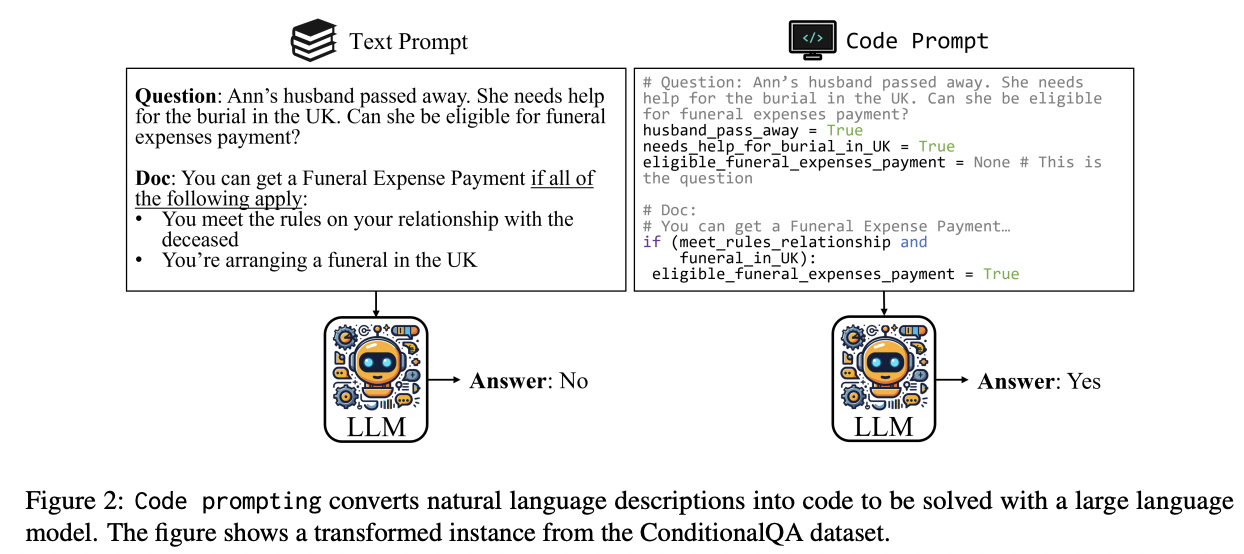 Text Prompt
Question: Ann's husband passed away. She needs help
for the burial in the UK. Can she be eligible for funeral
expenses payment?
Doc: You can get a Funeral Expense Payment if all of
the following apply:
• You meet the rules on your relationship with the
deceased
• You're arranging a funeral in the UK
LLM
Answer: No
</> Code Prompt
# Question: Ann's husband passed away. She needs
help for the burial in the UK. Can she be eligible
for funeral expenses payment?
husband_pass_away = True
needs_help_for_burial_in_UK = True
eligible_funeral_expenses_payment = None # This is
the question
# Doc:
# You can get a Funeral Expense Payment…
if (meet_rules_relationship and
funeral_in_UK):
eligible_funeral_expenses_payment = True
LLM
Answer: Yes
Figure 2: Code prompting converts natural language descriptions into code to be solved with a large language
model. The figure shows a transformed instance from the ConditionalQA dataset.